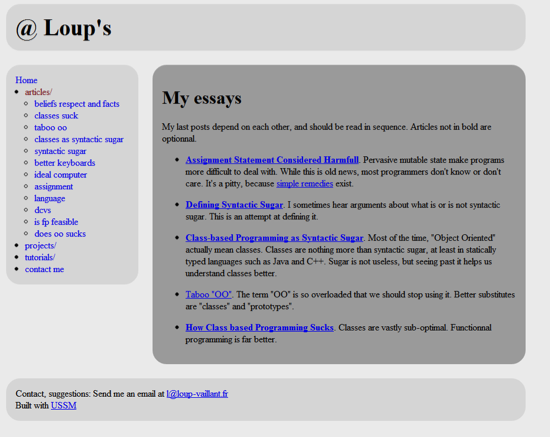 @ Loup's
Home
articles/
beliefs respect and facts
classes suck
taboo oo
classes as syntactic sugar
syntactic sugar
better keyboards
ideal computer
assignment
language
dcvs
is fp feasible
does oo sucks
projects/
tutorials/
contact me
My essays
My last posts depend on each other, and should be read in sequence. Articles not in bold are
optionnal.
Assignment Statement Considered Harmfull. Pervasive mutable state make programs
more difficult to deal with. While this is old news, most programmers don't know or don't
care. It's a pitty, because simple remedies exist.
Defining Syntactic Sugar. I sometimes hear arguments about what is or is not syntactic
sugar. This is an attempt at defining it.
Class-based Programming as Syntactic Sugar. Most of the time, "Object Oriented"
actually mean classes. Classes are nothing more than syntactic sugar, at least in statically
typed languages such as Java and C++. Sugar is not useless, but seeing past it helps us
understand classes better.
Taboo "OO". The term "OO" is so overloaded that we should stop using it. Better substitutes
are "classes" and "prototypes".
How Class based Programming Sucks. Classes are vastly sub-optimal. Functionnal
programming is far better.
Contact, suggestions: Send me an email at l@loup-vaillant.fr
Built with USSM